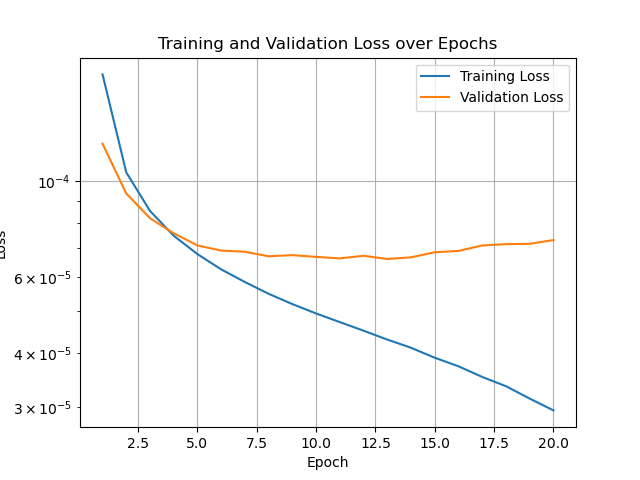 Training and Validation Loss over Epochs
Training Loss
Validation Loss
Loss
10⁻⁴
6 × 10⁻⁵
4 × 10⁻⁵
3 × 10⁻⁵
2.5 5.0 7.5 10.0 12.5 15.0 17.5 20.0
Epoch